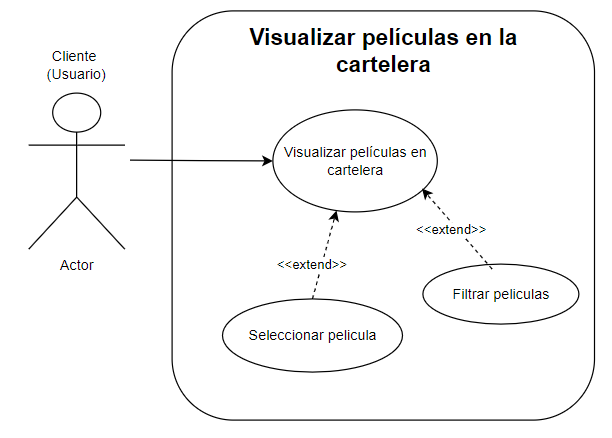 Visualizar películas en la
cartelera
Cliente
(Usuario)
Visualizar películas en
cartelera
<<extend>>
<<extend>>
Actor
Filtrar peliculas
Seleccionar pelicula